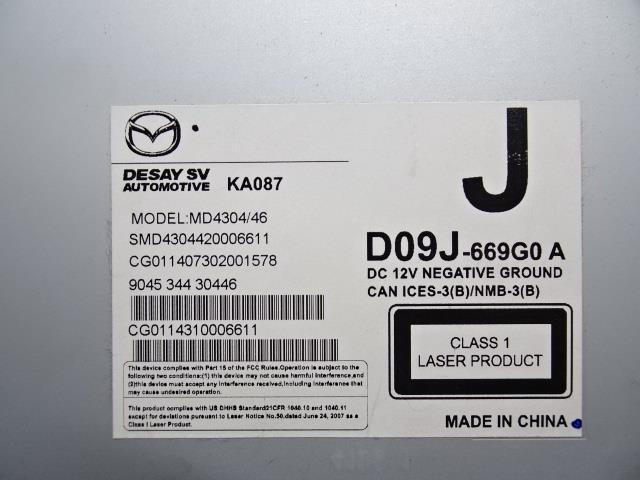 J
DESAY SV
AUTOMOTIVE KA087
MODEL:MD4304/46
SMD4304420006611
CG011407302001578
9045 344 30446
CG0114310006611
This device complies with Part 15 of the FCC Rules.Operation is subject to the
following two conditions:(1) this device may not cause harmful interference,and
(2)this device must accept any interference received,including interference that
may cause undesired operation.
This product complies with US DHHS Standard21CFR 1040.10 and 1040.11
except for deviations pursuant to Laser Notice No.50.dated June 24, 2007 as a
Class I Laser Product.
D09J-669G0 A
DC 12V NEGATIVE GROUND
CAN ICES-3(B)/NMB-3(B)
CLASS 1
LASER PRODUCT
MADE IN CHINA